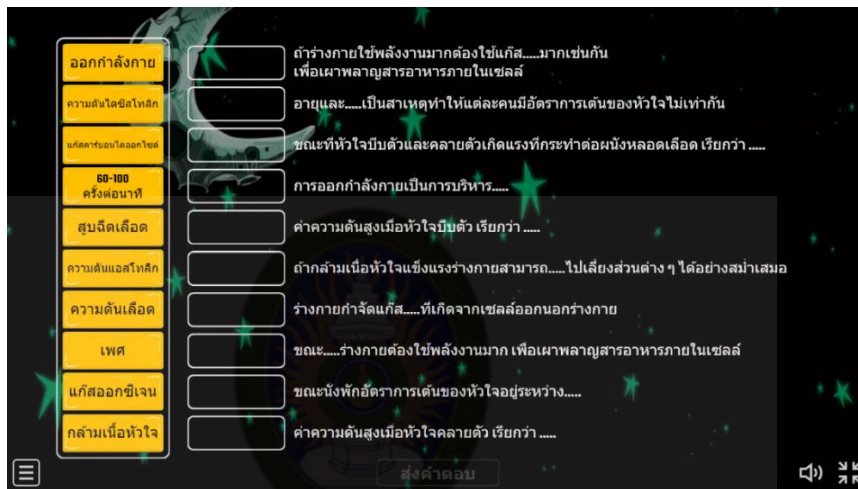 ออกกำลังกาย
ถ้าร่างกายใช้พลังงานมากต้องใช้แก๊ส.....มากเช่นกัน
เพื่อเผาพลาญสารอาหารภายในเซลล์
ความดันไดซิสโทลิก
อายุและ.....เป็นสาเหตุทำให้แต่ละคนมีอัตราการเต้นของหัวใจไม่เท่ากัน
แก๊สคาร์บอนไดออกไซด์
ขณะที่หัวใจบีบตัวและคลายตัวเกิดแรงที่กระทำต่อผนังหลอดเลือด เรียกว่า .....
60-100
ครั้งต่อนาที
การออกกำลังกายเป็นการบริหาร.....
สูบฉีดเลือด
ค่าความดันสูงเมื่อหัวใจบีบตัว เรียกว่า .....
ความดันแอสโทลิก
ถ้ากล้ามเนื้อหัวใจแข็งแรงร่างกายสามารถ.....ไปเลี่ยงส่วนต่าง ๆ ได้อย่างสม่ำเสมอ
ความดันเลือด
ร่างกายกำจัดแก๊ส.....ที่เกิดจากเซลล์ออกนอกร่างกาย
เพศ
ขณะ.....ร่างกายต้องใช้พลังงานมาก เพื่อเผาพลาญสารอาหารภายในเซลล์
แก๊สออกซิเจน
ขณะนั่งพักอัตราการเต้นของหัวใจอยู่ระหว่าง.....
กล้ามเนื้อหัวใจ
ค่าความดันสูงเมื่อหัวใจคลายตัว เรียกว่า .....
ส่งคำตอบ